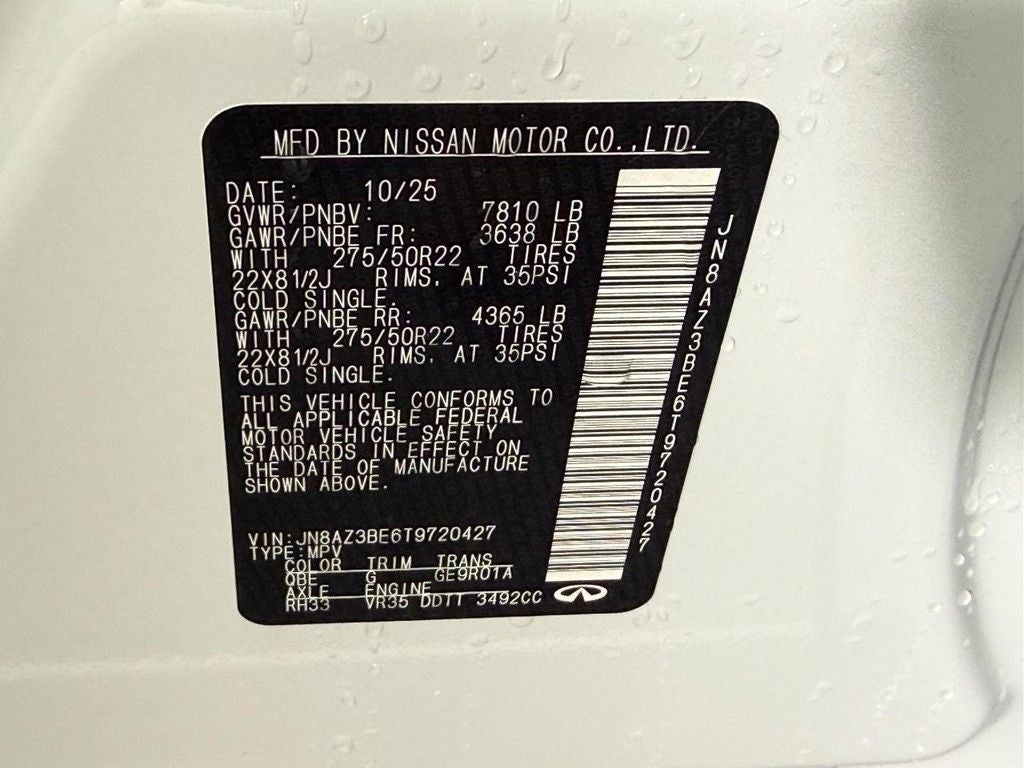 MFD BY NISSAN MOTOR CO.,LTD.
DATE: 10/25
GVWR/PNBV: 7810 LB
GAWR/PNBE FR: 3638 LB
WITH 275/50R22 TIRES
22X81/2J RIMS. AT 35PSI
COLD SINGLE.
GAWR/PNBE RR: 4365 LB
WITH 275/50R22 TIRES
22X81/2J RIMS. AT 35PSI
COLD SINGLE.
THIS VEHICLE CONFORMS TO
ALL APPLICABLE FEDERAL
MOTOR VEHICLE SAFETY
STANDARDS IN EFFECT ON
THE DATE OF MANUFACTURE
SHOWN ABOVE.
VIN:JN8AZ3BE6T9720427
TYPE:MPV
COLOR TRIM TRANS
QBE G GE9R01A
AXLE ENGINE
RH33 VR35 DDTT 3492CC
JN8AZ3BE6T9720427